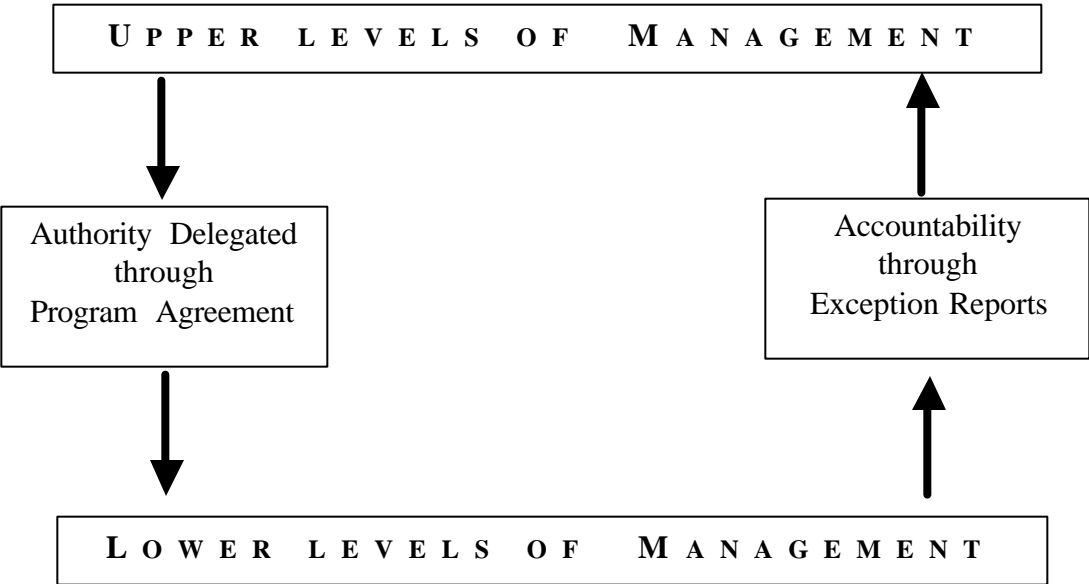 UPPER LEVELS OF MANAGEMENT
Authority Delegated
through
Program Agreement
Accountability
through
Exception Reports
LOWER LEVELS OF MANAGEMENT